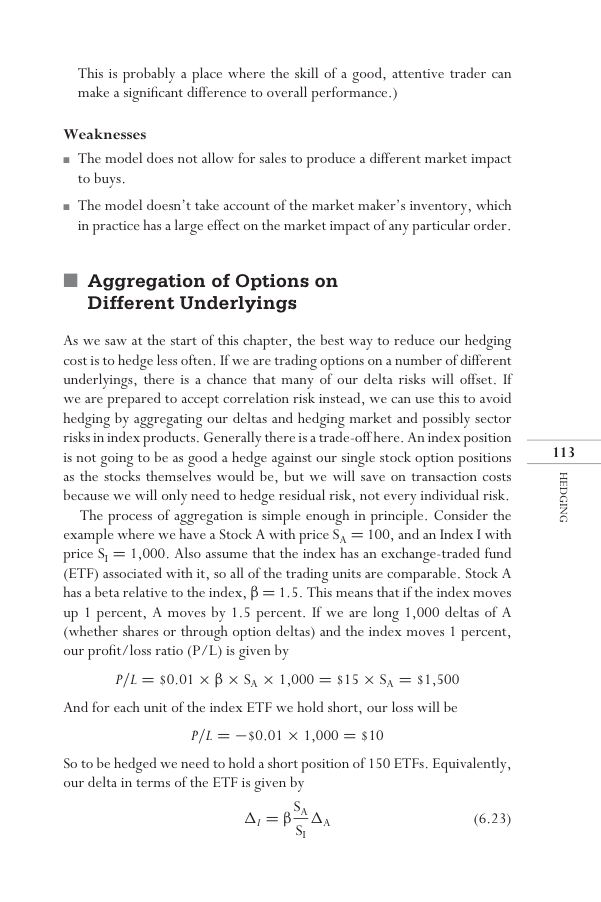 This is probably a place where the skill of a good, attentive trader can
make a significant difference to overall performance.)
Weaknesses
■ The model does not allow for sales to produce a different market impact
to buys.
■ The model doesn't take account of the market maker's inventory, which
in practice has a large effect on the market impact of any particular order.
■ Aggregation of Options on
Different Underlyings
As we saw at the start of this chapter, the best way to reduce our hedging
cost is to hedge less often. If we are trading options on a number of different
underlyings, there is a chance that many of our delta risks will offset. If
we are prepared to accept correlation risk instead, we can use this to avoid
hedging by aggregating our deltas and hedging market and possibly sector
risks in index products. Generally there is a trade-off here. An index position
is not going to be as good a hedge against our single stock option positions
as the stocks themselves would be, but we will save on transaction costs
because we will only need to hedge residual risk, not every individual risk.
The process of aggregation is simple enough in principle. Consider the
example where we have a Stock A with price S_A = 100, and an Index I with
price S_I = 1,000. Also assume that the index has an exchange-traded fund
(ETF) associated with it, so all of the trading units are comparable. Stock A
has a beta relative to the index, β = 1.5. This means that if the index moves
up 1 percent, A moves by 1.5 percent. If we are long 1,000 deltas of A
(whether shares or through option deltas) and the index moves 1 percent,
our profit/loss ratio (P/L) is given by
P/L = $0.01 × β × S_A × 1,000 = $15 × S_A = $1,500
And for each unit of the index ETF we hold short, our loss will be
P/L = −$0.01 × 1,000 = $10
So to be hedged we need to hold a short position of 150 ETFs. Equivalently,
our delta in terms of the ETF is given by
Δ_I = β S_A/S_I Δ_A (6.23)
113
HEDGING